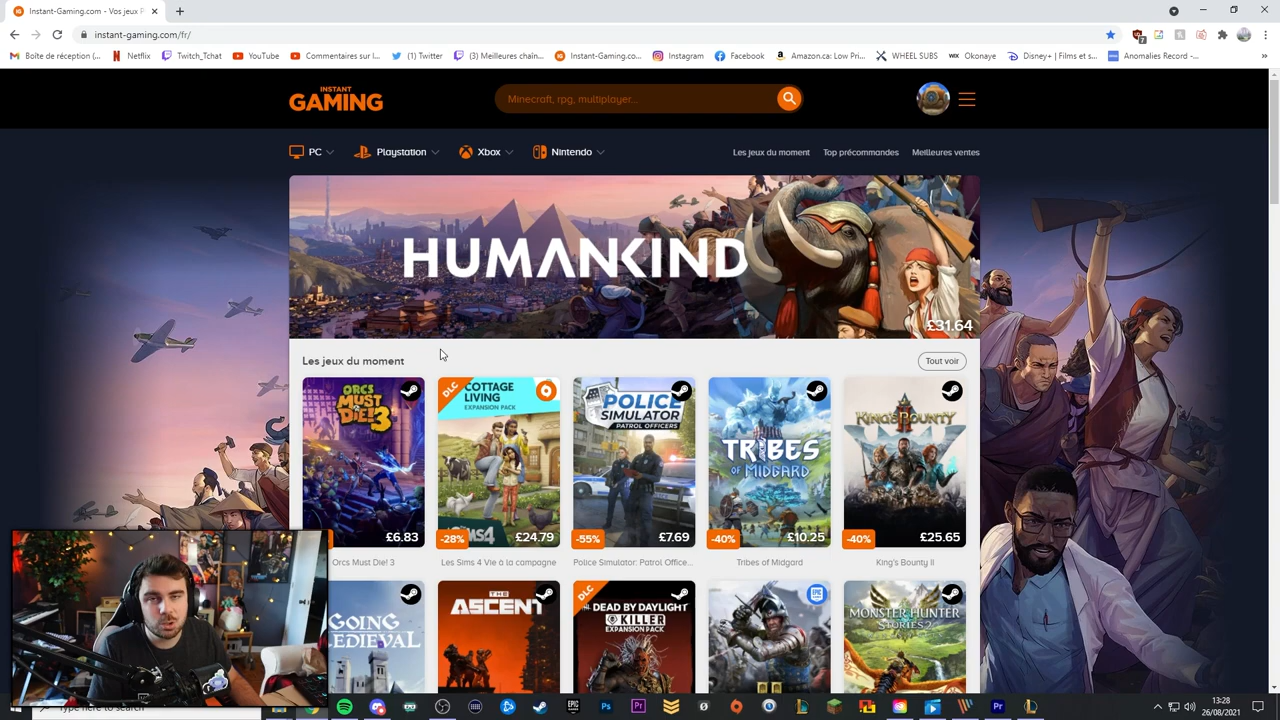 Instant-Gaming.com - Vos jeux P
instant-gaming.com/fr/
Boîte de réception (...
Netflix
Twitch_Tchat
YouTube
Commentaires sur l...
(1) Twitter
(3) Meilleures chaîn...
Instant-Gaming.co...
Instagram
Facebook
Amazon.ca: Low Pri...
WHEEL SUBS
Okonaye
Disney+ | Films et s...
Anomalies Record -...
INSTANT
GAMING
Minecraft, rpg, multiplayer...
PC
Playstation
Xbox
Nintendo
Les jeux du moment
Top précommandes
Meilleures ventes
HUMANKIND
£31.64
Les jeux du moment
Tout voir
ORCS
MUST
DIE! 3
£6.83
Orcs Must Die! 3
DLC
COTTAGE
LIVING
EXPANSION PACK
-28%
£24.79
Les Sims 4 Vie à la campagne
POLICE
SIMULATOR
PATROL OFFICERS
-55%
£7.69
Police Simulator: Patrol Office...
TRIBES
OF MIDGARD
-40%
£10.25
Tribes of Midgard
KING'S BOUNTY
II
-40%
£25.65
King's Bounty II
GOING
MEDIEVAL
THE
ASCENT
DLC
DEAD BY DAYLIGHT
KILLER
EXPANSION PACK
MONSTER HUNTER
STORIES 2
Type here to search
13:28
26/08/2021